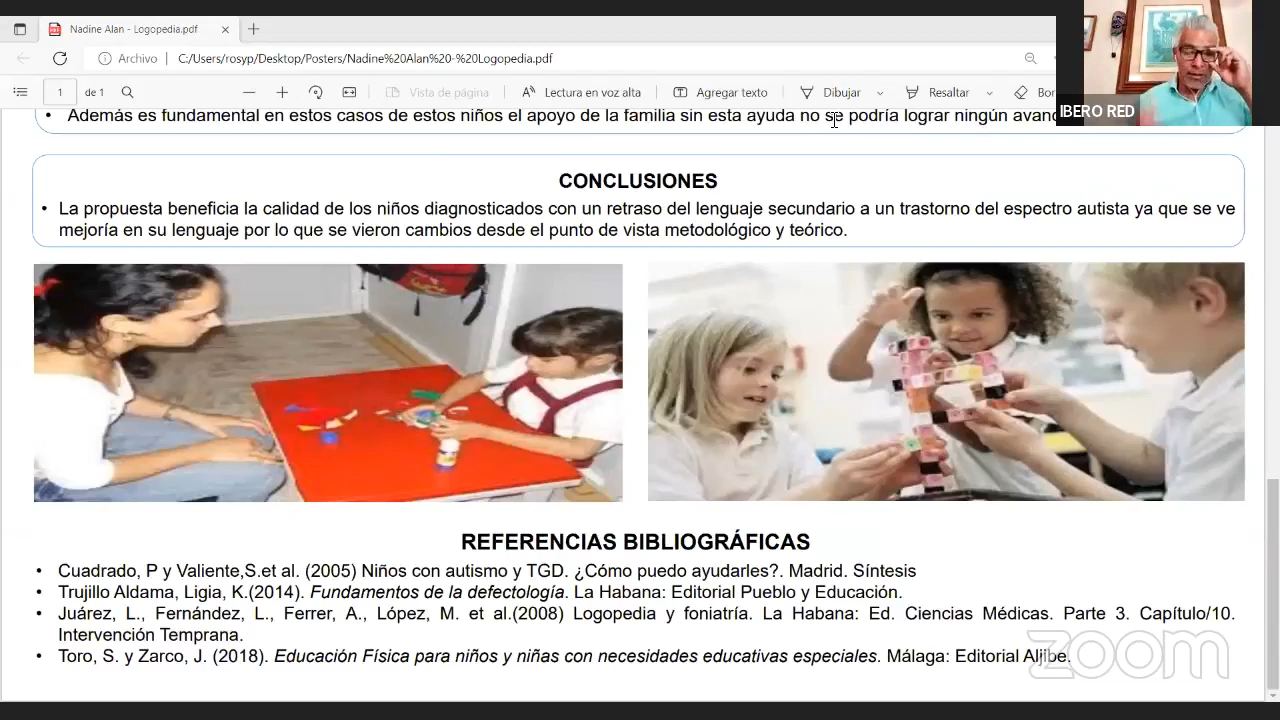 Nadine Alan - Logopedia.pdf
Archivo C:/Users/rosyp/Desktop/Posters/Nadine%20Alan%20-%20Logopedia.pdf
1 de 1 Vista de página Lectura en voz alta Agregar texto Dibujar Resaltar
IBERO RED
• Además es fundamental en estos casos de estos niños el apoyo de la familia sin esta ayuda no se podría lograr ningún
CONCLUSIONES
• La propuesta beneficia la calidad de los niños diagnosticados con un retraso del lenguaje secundario a un trastorno del espectro autista ya que se ve
mejoría en su lenguaje por lo que se vieron cambios desde el punto de vista metodológico y teórico.
REFERENCIAS BIBLIOGRÁFICAS
• Cuadrado, P y Valiente,S.et al. (2005) Niños con autismo y TGD. ¿Cómo puedo ayudarles?. Madrid. Síntesis
• Trujillo Aldama, Ligia, K.(2014). Fundamentos de la defectología. La Habana: Editorial Pueblo y Educación.
• Juárez, L., Fernández, L., Ferrer, A., López, M. et al.(2008) Logopedia y foniatría. La Habana: Ed. Ciencias Médicas. Parte 3. Capítulo/10.
Intervención Temprana.
• Toro, S. y Zarco, J. (2018). Educación Física para niños y niñas con necesidades educativas especiales. Málaga: Editorial Aljibe.
zoom